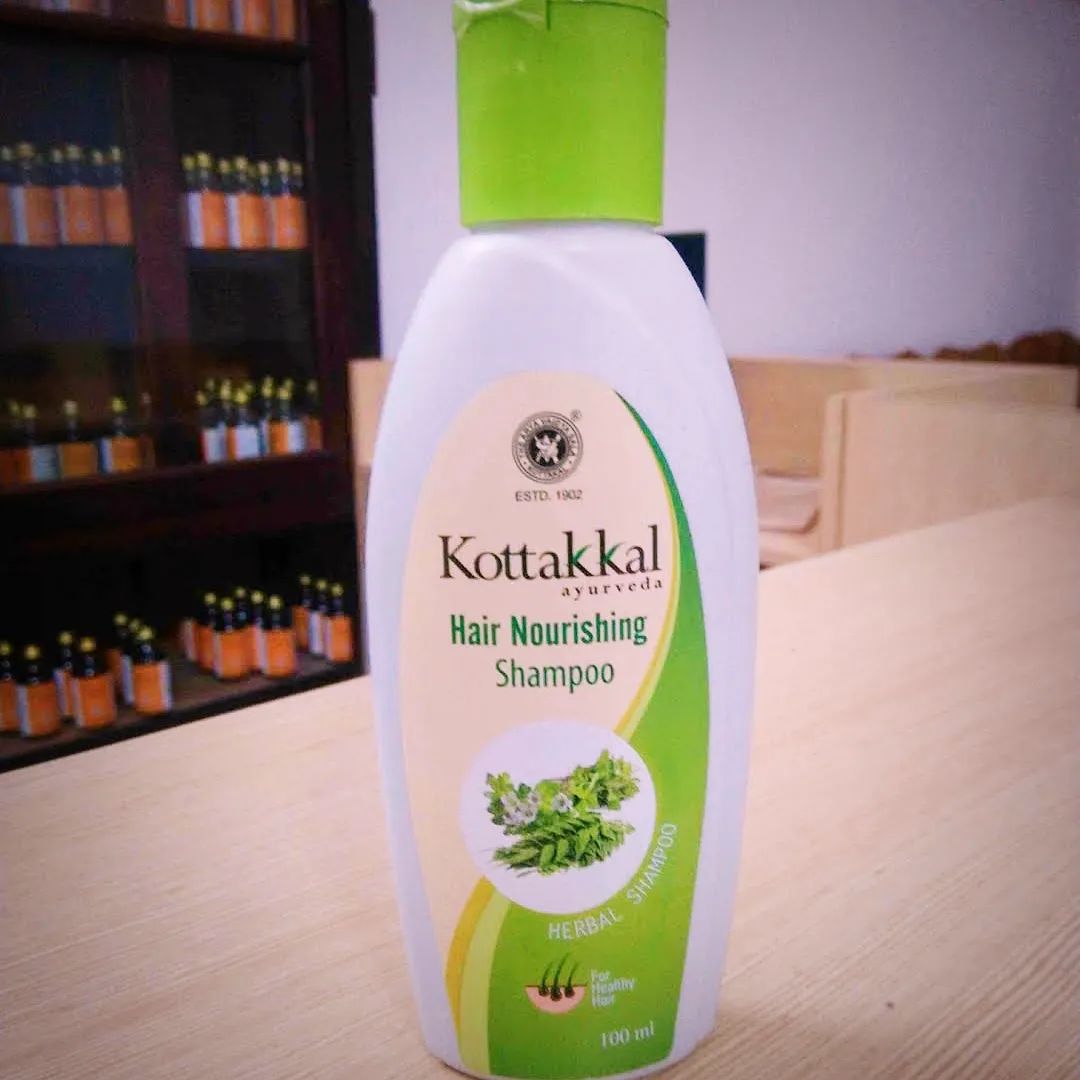 ESTD. 1902
Kottakkal
ayurveda
Hair Nourishing
Shampoo
HERBAL SHAMPOO
For
Healthy
Hair
100 ml